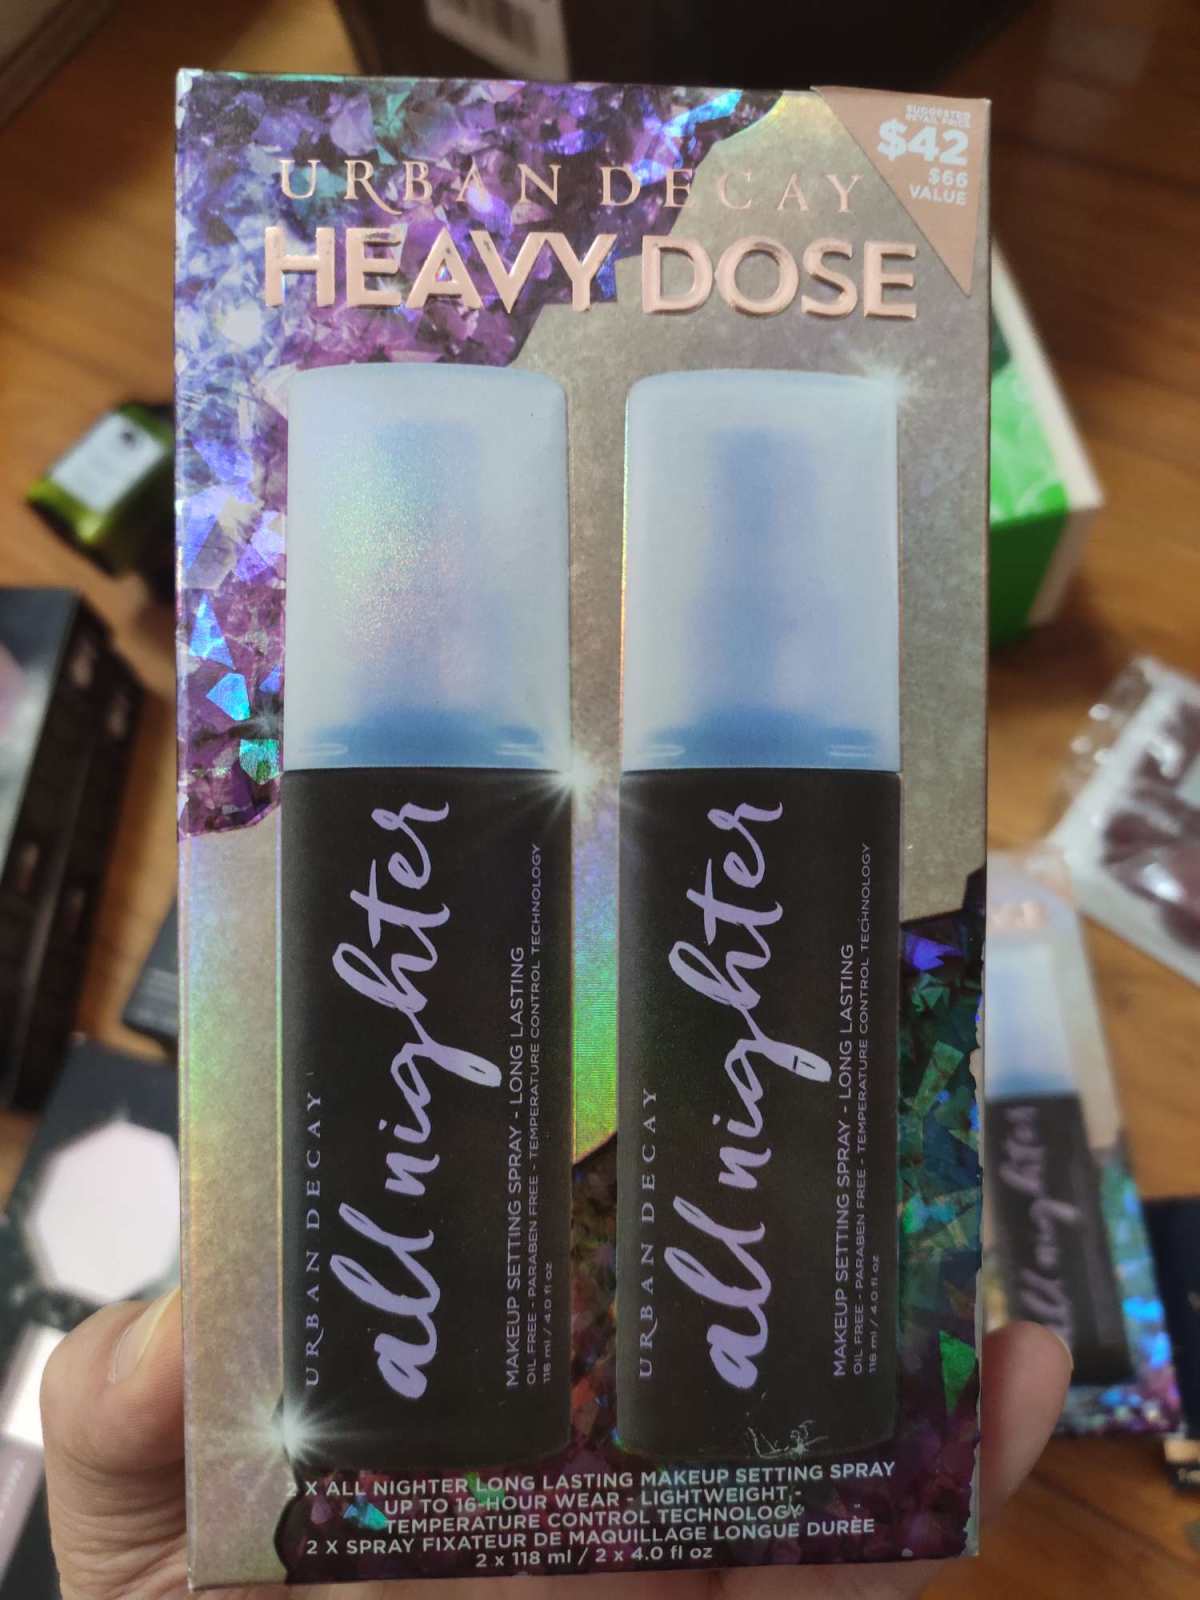 SUGGESTED
RETAIL PRICE
$42
$66
VALUE
URBAN DECAY
HEAVY DOSE
URBAN DECAY
all nighter
MAKEUP SETTING SPRAY - LONG LASTING
OIL FREE - PARABEN FREE - TEMPERATURE CONTROL TECHNOLOGY
118 ml / 4.0 fl oz
URBAN DECAY
all nighter
MAKEUP SETTING SPRAY - LONG LASTING
OIL FREE - PARABEN FREE - TEMPERATURE CONTROL TECHNOLOGY
118 ml / 4.0 fl oz
2 X ALL NIGHTER LONG LASTING MAKEUP SETTING SPRAY
UP TO 16-HOUR WEAR - LIGHTWEIGHT -
TEMPERATURE CONTROL TECHNOLOGY
2 X SPRAY FIXATEUR DE MAQUILLAGE LONGUE DURÈE
2 x 118 ml / 2 x 4.0 fl oz
all nighter